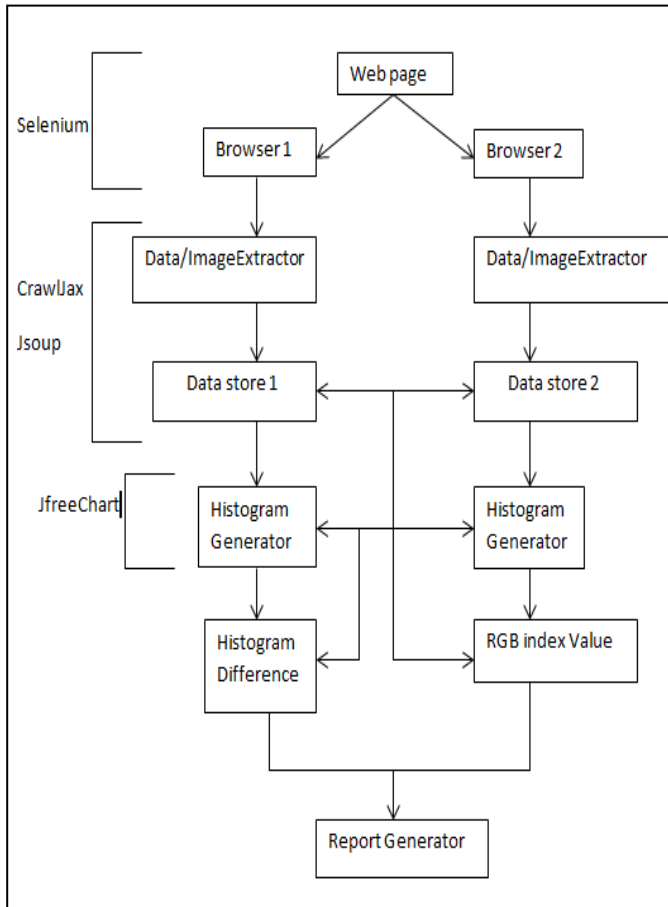 Web page
Selenium
Browser 1
Browser 2
Data/ImageExtractor
Data/ImageExtractor
CrawlJax
Jsoup
Data store 1
Data store 2
JfreeChart
Histogram
Generator
Histogram
Generator
Histogram
Difference
RGB index Value
Report Generator